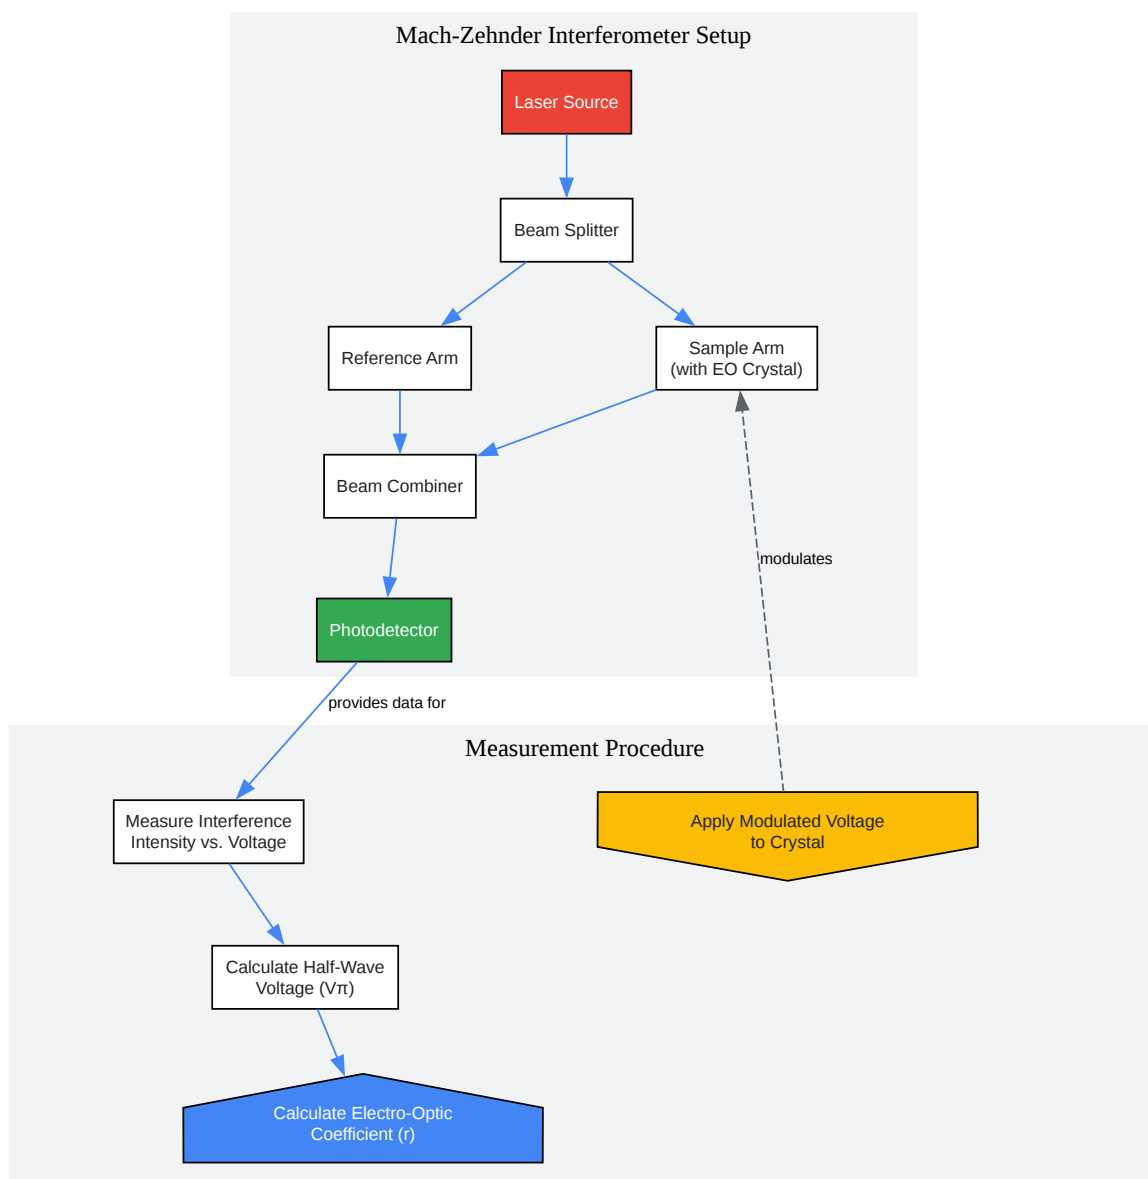 Mach-Zehnder Interferometer Setup
Laser Source
Beam Splitter
Reference Arm
Sample Arm
(with EO Crystal)
Beam Combiner
modulates
Photodetector
provides data for
Measurement Procedure
Measure Interference
Intensity vs. Voltage
Apply Modulated Voltage
to Crystal
Calculate Half-Wave
Voltage (Vπ)
Calculate Electro-Optic
Coefficient (r)